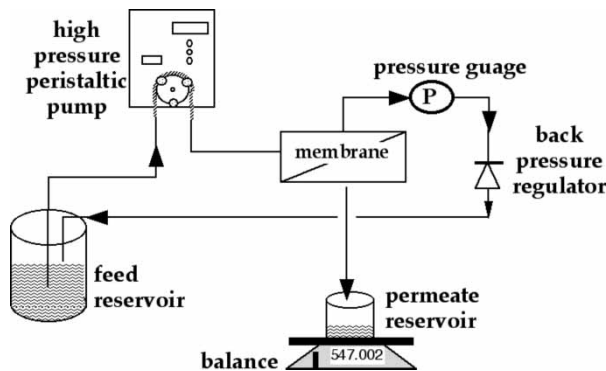 high
pressure
peristaltic
pump
pressure guage
P
membrane
back
pressure
regulator
feed
reservoir
permeate
reservoir
balance
547.002